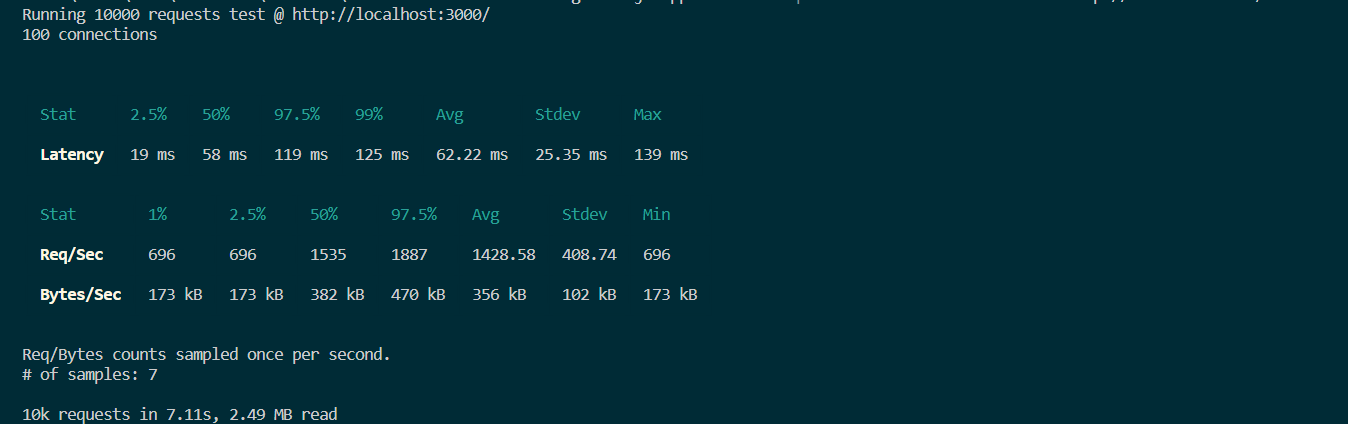 Running 10000 requests test @ http://localhost:3000/
100 connections
Stat 2.5% 50% 97.5% 99% Avg Stdev Max
Latency 19 ms 58 ms 119 ms 125 ms 62.22 ms 25.35 ms 139 ms
Stat 1% 2.5% 50% 97.5% Avg Stdev Min
Req/Sec 696 696 1535 1887 1428.58 408.74 696
Bytes/Sec 173 kB 173 kB 382 kB 470 kB 356 kB 102 kB 173 kB
Req/Bytes counts sampled once per second.
# of samples: 7
10k requests in 7.11s, 2.49 MB read